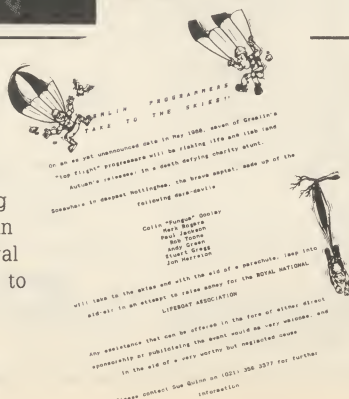 GREMLIN PROGRAMMERS
TAKE TO THE SKIES!!
On an as yet unannounced date in May 1988, seven of Gremlin's
"top flight" programmers will be risking life and limb (and
Autumn's releases) in a death defying charity stunt.
Somewhere in deepest Nottingham, the brave septet, made up of the
following dare-devils
Colin "Fungus" Dooley
Mark Rogers
Paul Jackson
Bob Toone
Andy Green
Stuart Gregg
Jon Harrison
will take to the skies and with the aid of a parachute, leap into
mid-air in an attempt to raise money for the ROYAL NATIONAL
LIFEBOAT ASSOCIATION
Any assistance that can be offered in the form of either direct
sponsorship or publicising the event would be very welcome, and
in the aid of a very worthy but neglected cause
Please contact Sue Quinn on (021) 356 3377 for further
information
g
in
al
to